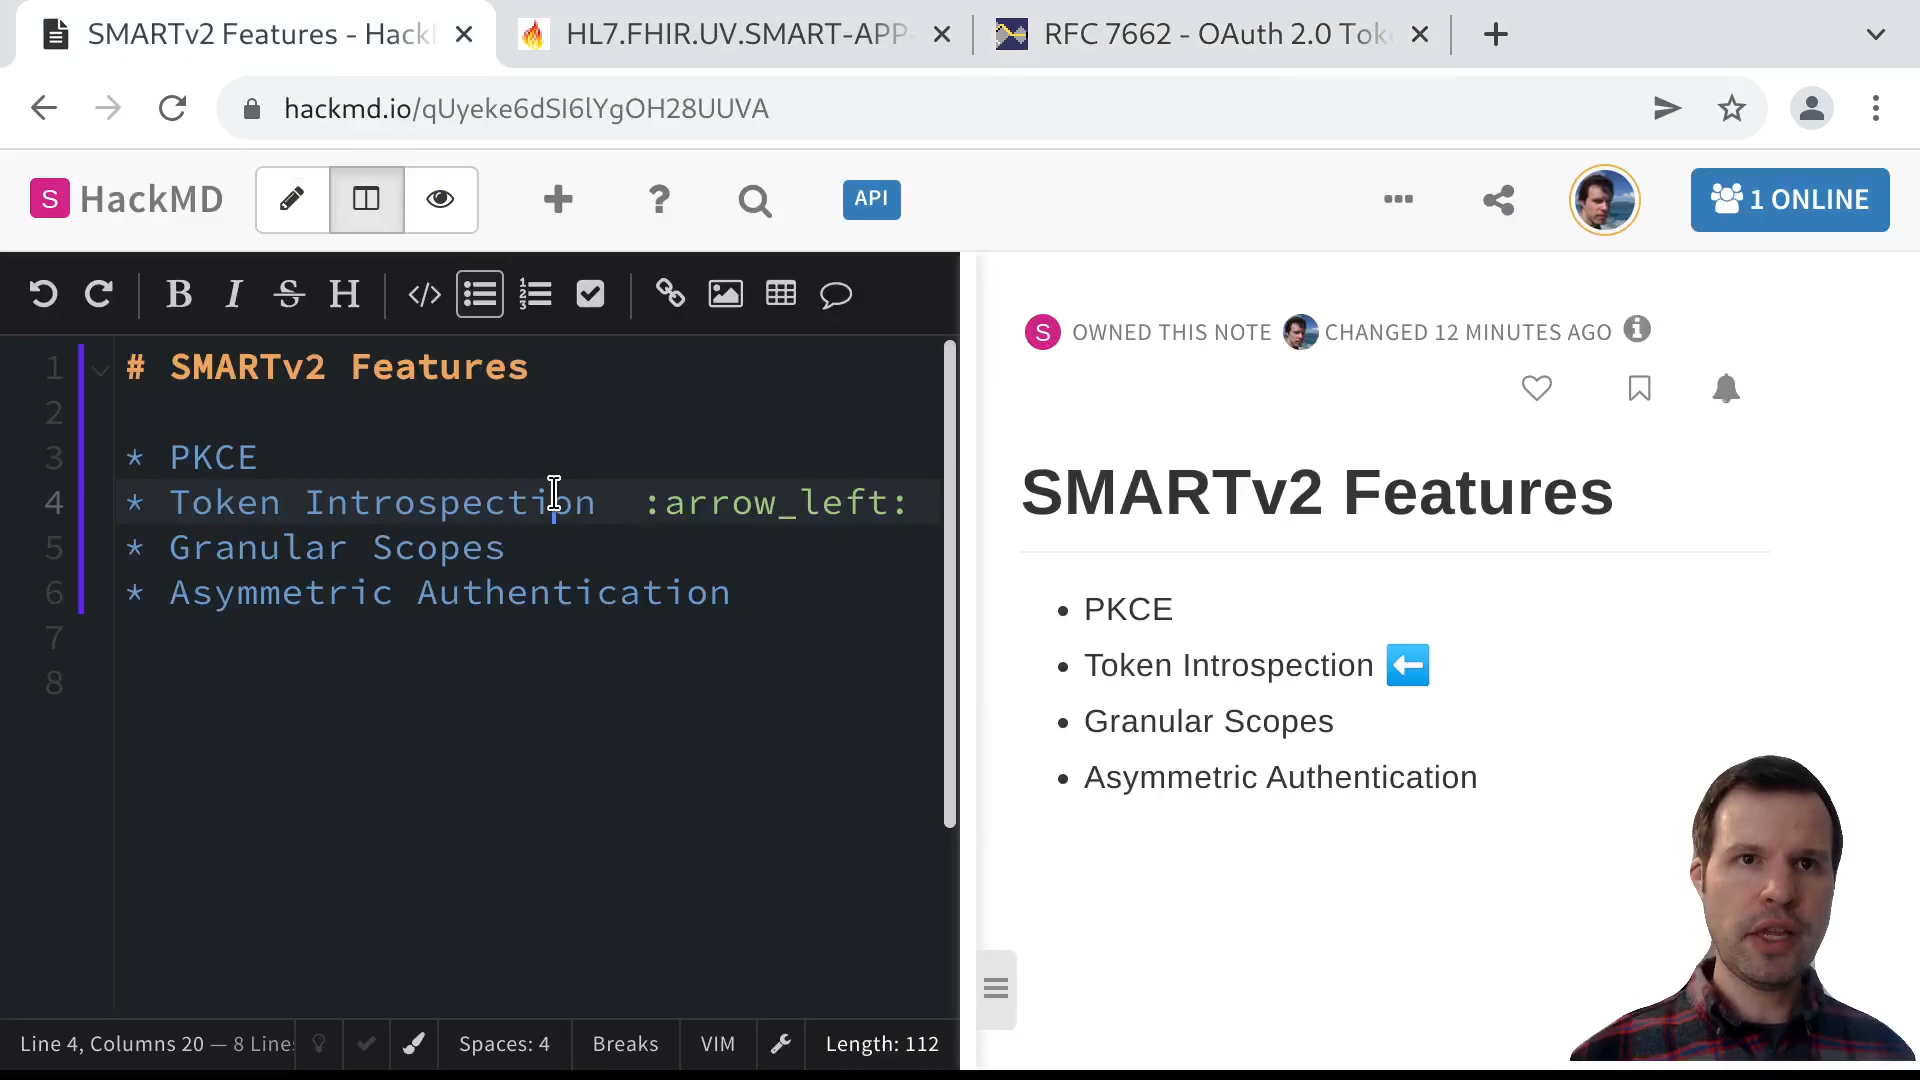 SMARTv2 Features - Hack
HL7.FHIR.UV.SMART-APP-
RFC 7662 - OAuth 2.0 Tok
hackmd.io/qUyeke6dSI6lYgOH28UUVA
S HackMD
API
1 ONLINE
B I S H
S OWNED THIS NOTE CHANGED 12 MINUTES AGO
1 # SMARTv2 Features
2
3 * PKCE
4 * Token Introspection :arrow_left:
5 * Granular Scopes
6 * Asymmetric Authentication
7
8
SMARTv2 Features
• PKCE
• Token Introspection ⬅️
• Granular Scopes
• Asymmetric Authentication
Line 4, Columns 20 — 8 Lines
Spaces: 4
Breaks
VIM
Length: 112